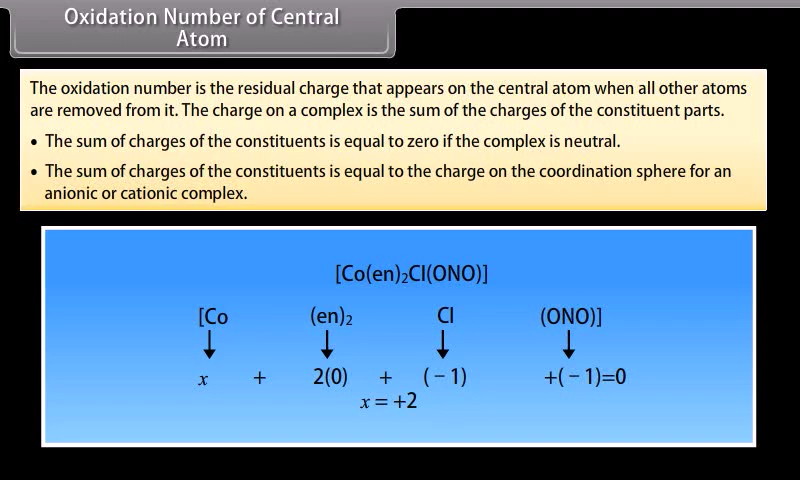 Oxidation Number of Central
Atom
The oxidation number is the residual charge that appears on the central atom when all other atoms
are removed from it. The charge on a complex is the sum of the charges of the constituent parts.
• The sum of charges of the constituents is equal to zero if the complex is neutral.
• The sum of charges of the constituents is equal to the charge on the coordination sphere for an
anionic or cationic complex.
[Co(en)₂Cl(ONO)]
[Co (en)₂ Cl (ONO)]
x + 2(0) + (−1) +(−1)=0
x = +2